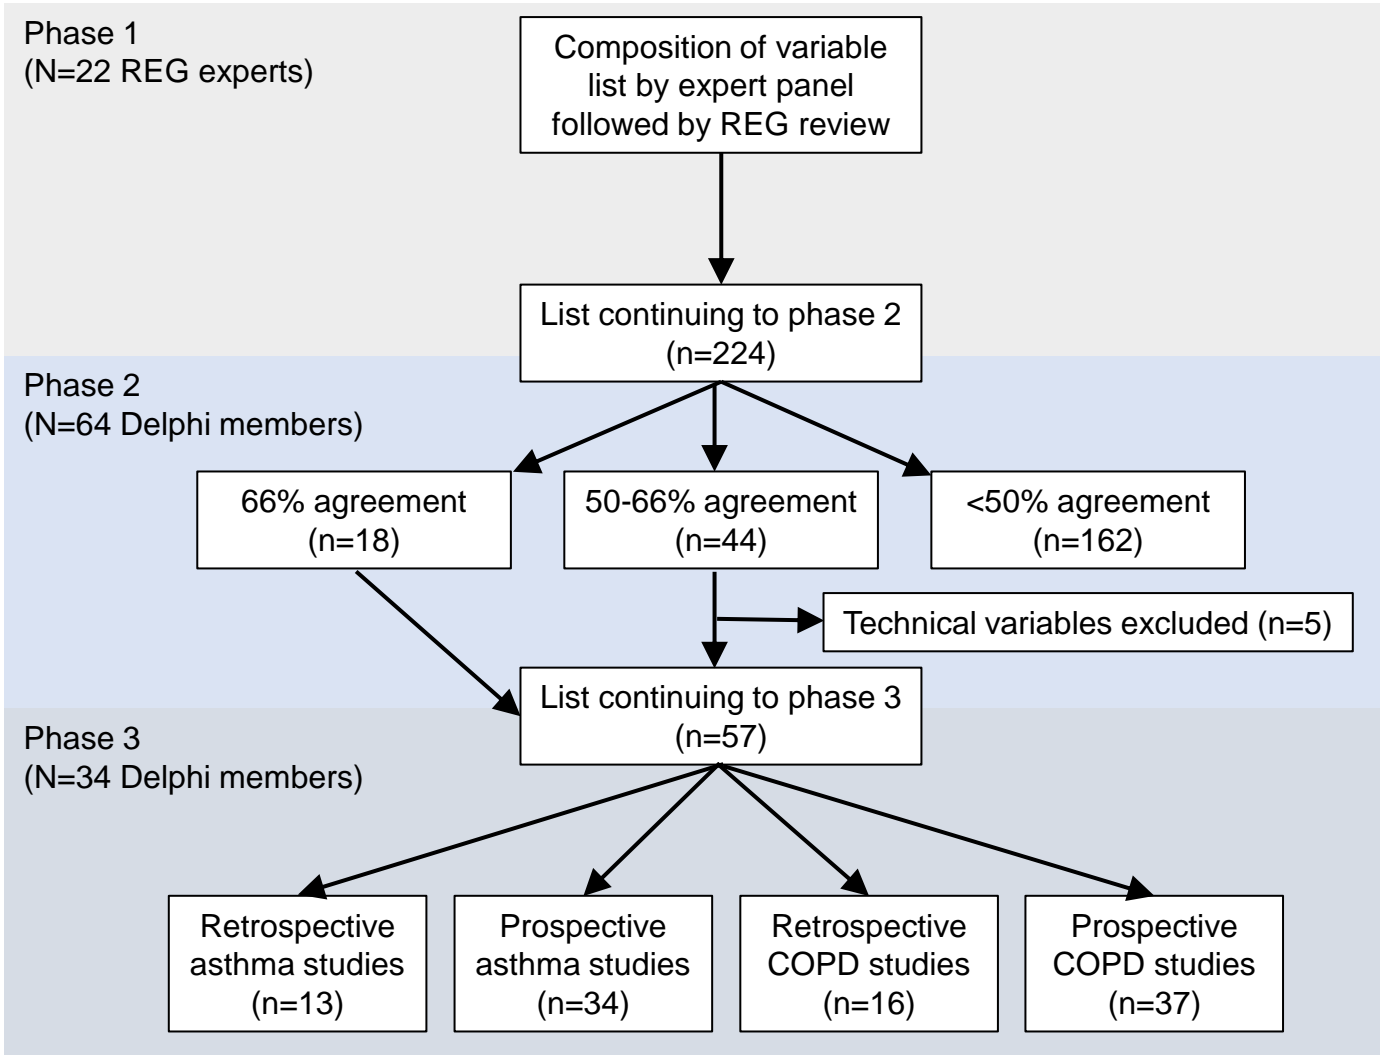 Phase 1
(N=22 REG experts)
Composition of variable
list by expert panel
followed by REG review
List continuing to phase 2
(n=224)
Phase 2
(N=64 Delphi members)
66% agreement
(n=18)
50-66% agreement
(n=44)
<50% agreement
(n=162)
Technical variables excluded (n=5)
List continuing to phase 3
(n=57)
Phase 3
(N=34 Delphi members)
Retrospective
asthma studies
(n=13)
Prospective
asthma studies
(n=34)
Retrospective
COPD studies
(n=16)
Prospective
COPD studies
(n=37)